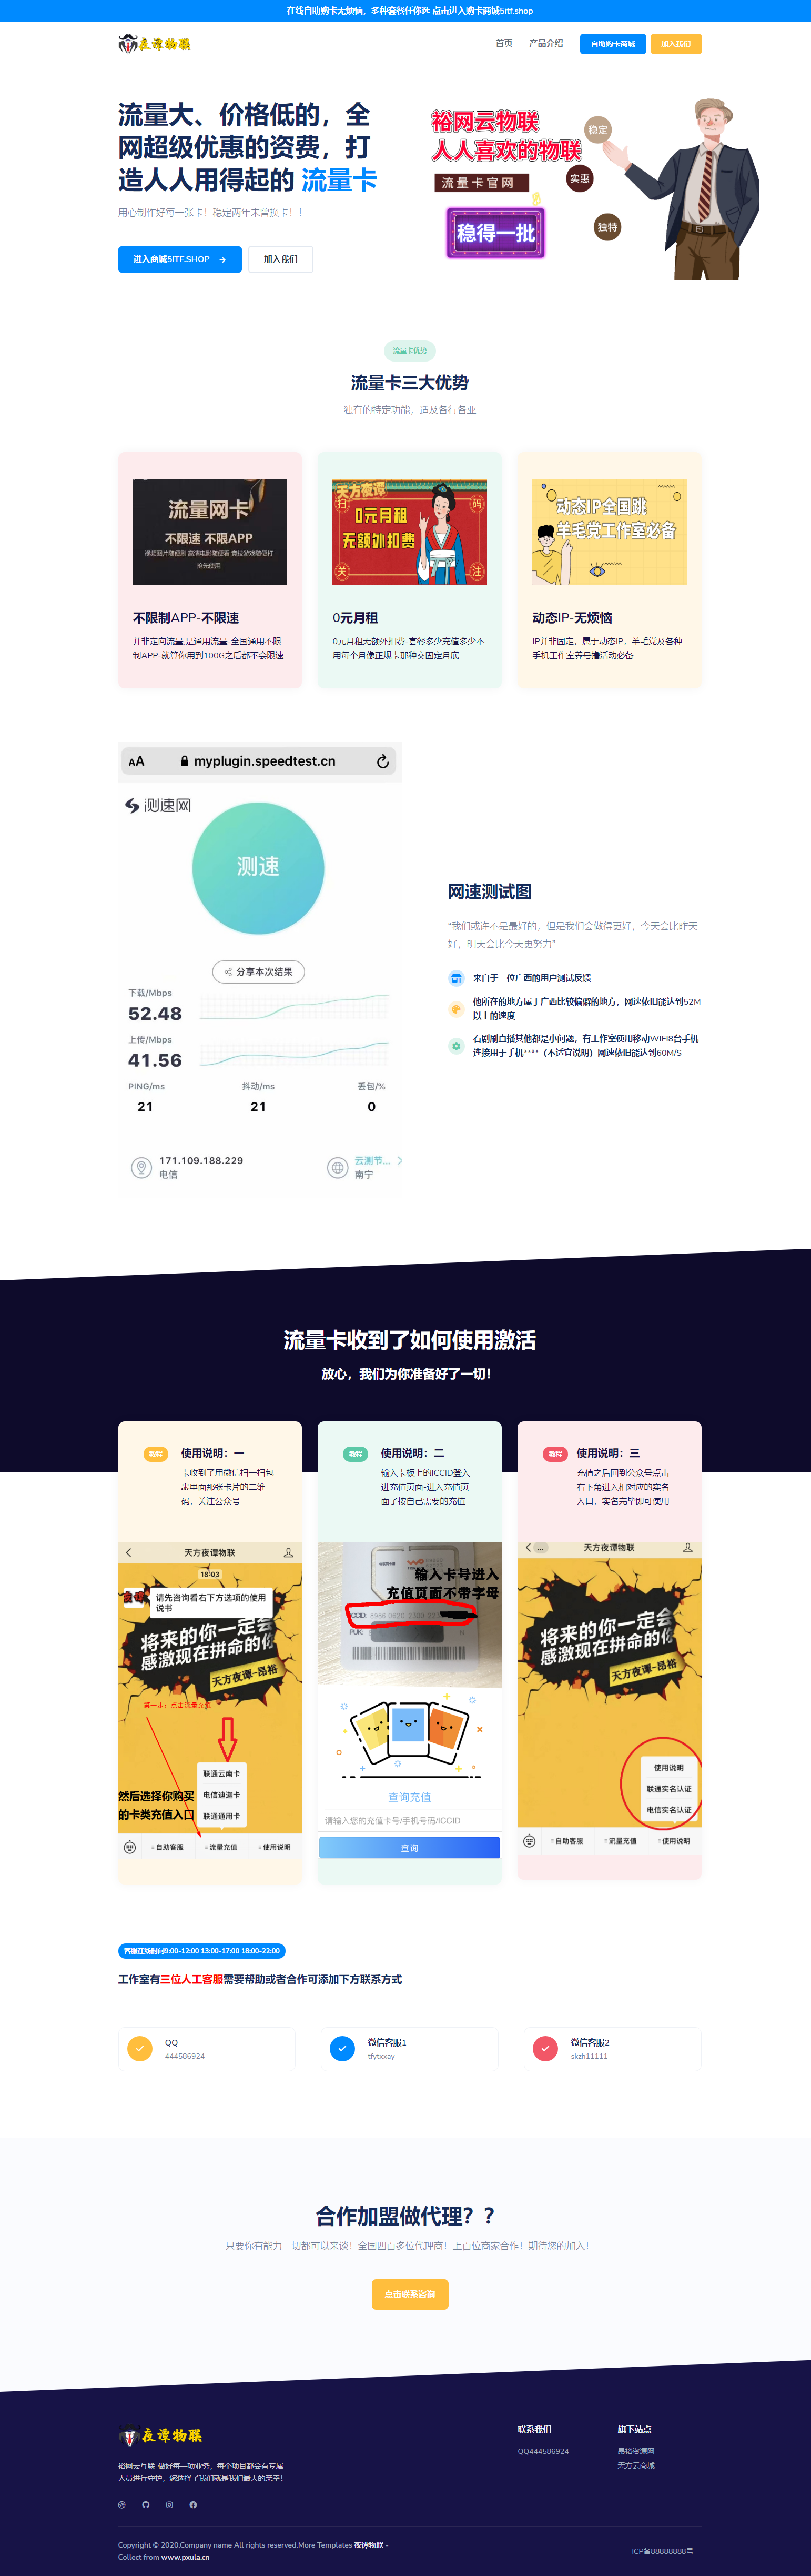 在线自助购卡无烦恼，多种套餐任你选 点击进入购卡商城5itf.shop
夜谭物联
首页 产品介绍 自助购卡商城 加入我们
流量大、价格低的，全
网超级优惠的资费，打
造人人用得起的 流量卡
用心制作好每一张卡！稳定两年未曾换卡！！
进入商城5ITF.SHOP
加入我们
裕网云物联
人人喜欢的物联
流量卡官网
稳得一批
稳定
实惠
独特
流量卡优势
流量卡三大优势
独有的特定功能，适及各行各业
流量网卡
不限速 不限APP
视频图片随便刷 高清电影随便看 竞技游戏随便打
抢先使用
不限制APP-不限速
并非定向流量,是通用流量-全国通用不限
制APP-就算你用到100G之后都不会限速
天方夜谭
扫
码
0元月租
无额外扣费
关
注
0元月租
0元月租无额外扣费-套餐多少充值多少不
用每个月像正规卡那种交固定月底
动态IP全国跳
羊毛党工作室必备
动态IP-无烦恼
IP并非固定，属于动态IP，羊毛党及各种
手机工作室养号撸活动必备
AA myplugin.speedtest.cn
测速网
测速
分享本次结果
下载/Mbps
52.48
上传/Mbps
41.56
PING/ms 抖动/ms 丢包/%
21 21 0
171.109.188.229
电信
云测节...
南宁
网速测试图
“我们或许不是最好的，但是我们会做得更好，今天会比昨天
好，明天会比今天更努力”
来自于一位广西的用户测试反馈
他所在的地方属于广西比较偏僻的地方，网速依旧能达到52M
以上的速度
看剧刷直播其他都是小问题，有工作室使用移动WIFI8台手机
连接用于手机****（不适宜说明）网速依旧能达到60M/S
流量卡收到了如何使用激活
放心，我们为你准备好了一切！
教程
使用说明：一
卡收到了用微信扫一扫包
裹里面那张卡片的二维
码，关注公众号
天方夜谭物联
18:03
请先咨询看右下方选项的使用
说书
将来的你一定会
感激现在拼命的你
天方夜谭-昂裕
第一步：点击流量充值
然后选择你购买
的卡类充值入口
联通云南卡
电信迪迦卡
联通通用卡
自助客服 流量充值 使用说明
教程
使用说明：二
输入卡板上的ICCID登入
进充值页面-进入充值页
面了按自己需要的充值
输入卡号进入
充值页面不带字母
ICCID: 8986 0620 2300
PUK:
查询充值
请输入您的充值卡号/手机号码/ICCID
查询
教程
使用说明：三
充值之后回到公众号点击
右下角进入相对应的实名
入口，实名完毕即可使用
天方夜谭物联
将来的你一定会
感激现在拼命的你
天方夜谭-昂裕
使用说明
联通实名认证
电信实名认证
自助客服 流量充值 使用说明
客服在线时间9:00-12:00 13:00-17:00 18:00-22:00
工作室有三位人工客服需要帮助或者合作可添加下方联系方式
QQ
444586924
微信客服1
tfytxxay
微信客服2
skzh11111
合作加盟做代理？？
只要你有能力一切都可以来谈！全国四百多位代理商！上百位商家合作！期待您的加入！
点击联系咨询
夜谭物联
裕网云互联-做好每一项业务，每个项目都会有专属
人员进行守护，您选择了我们就是我们最大的荣幸！
联系我们
QQ444586924
旗下站点
昂裕资源网
天方云商城
Copyright © 2020.Company name All rights reserved.More Templates 夜谭物联 -
Collect from www.pxula.cn
ICP备88888888号